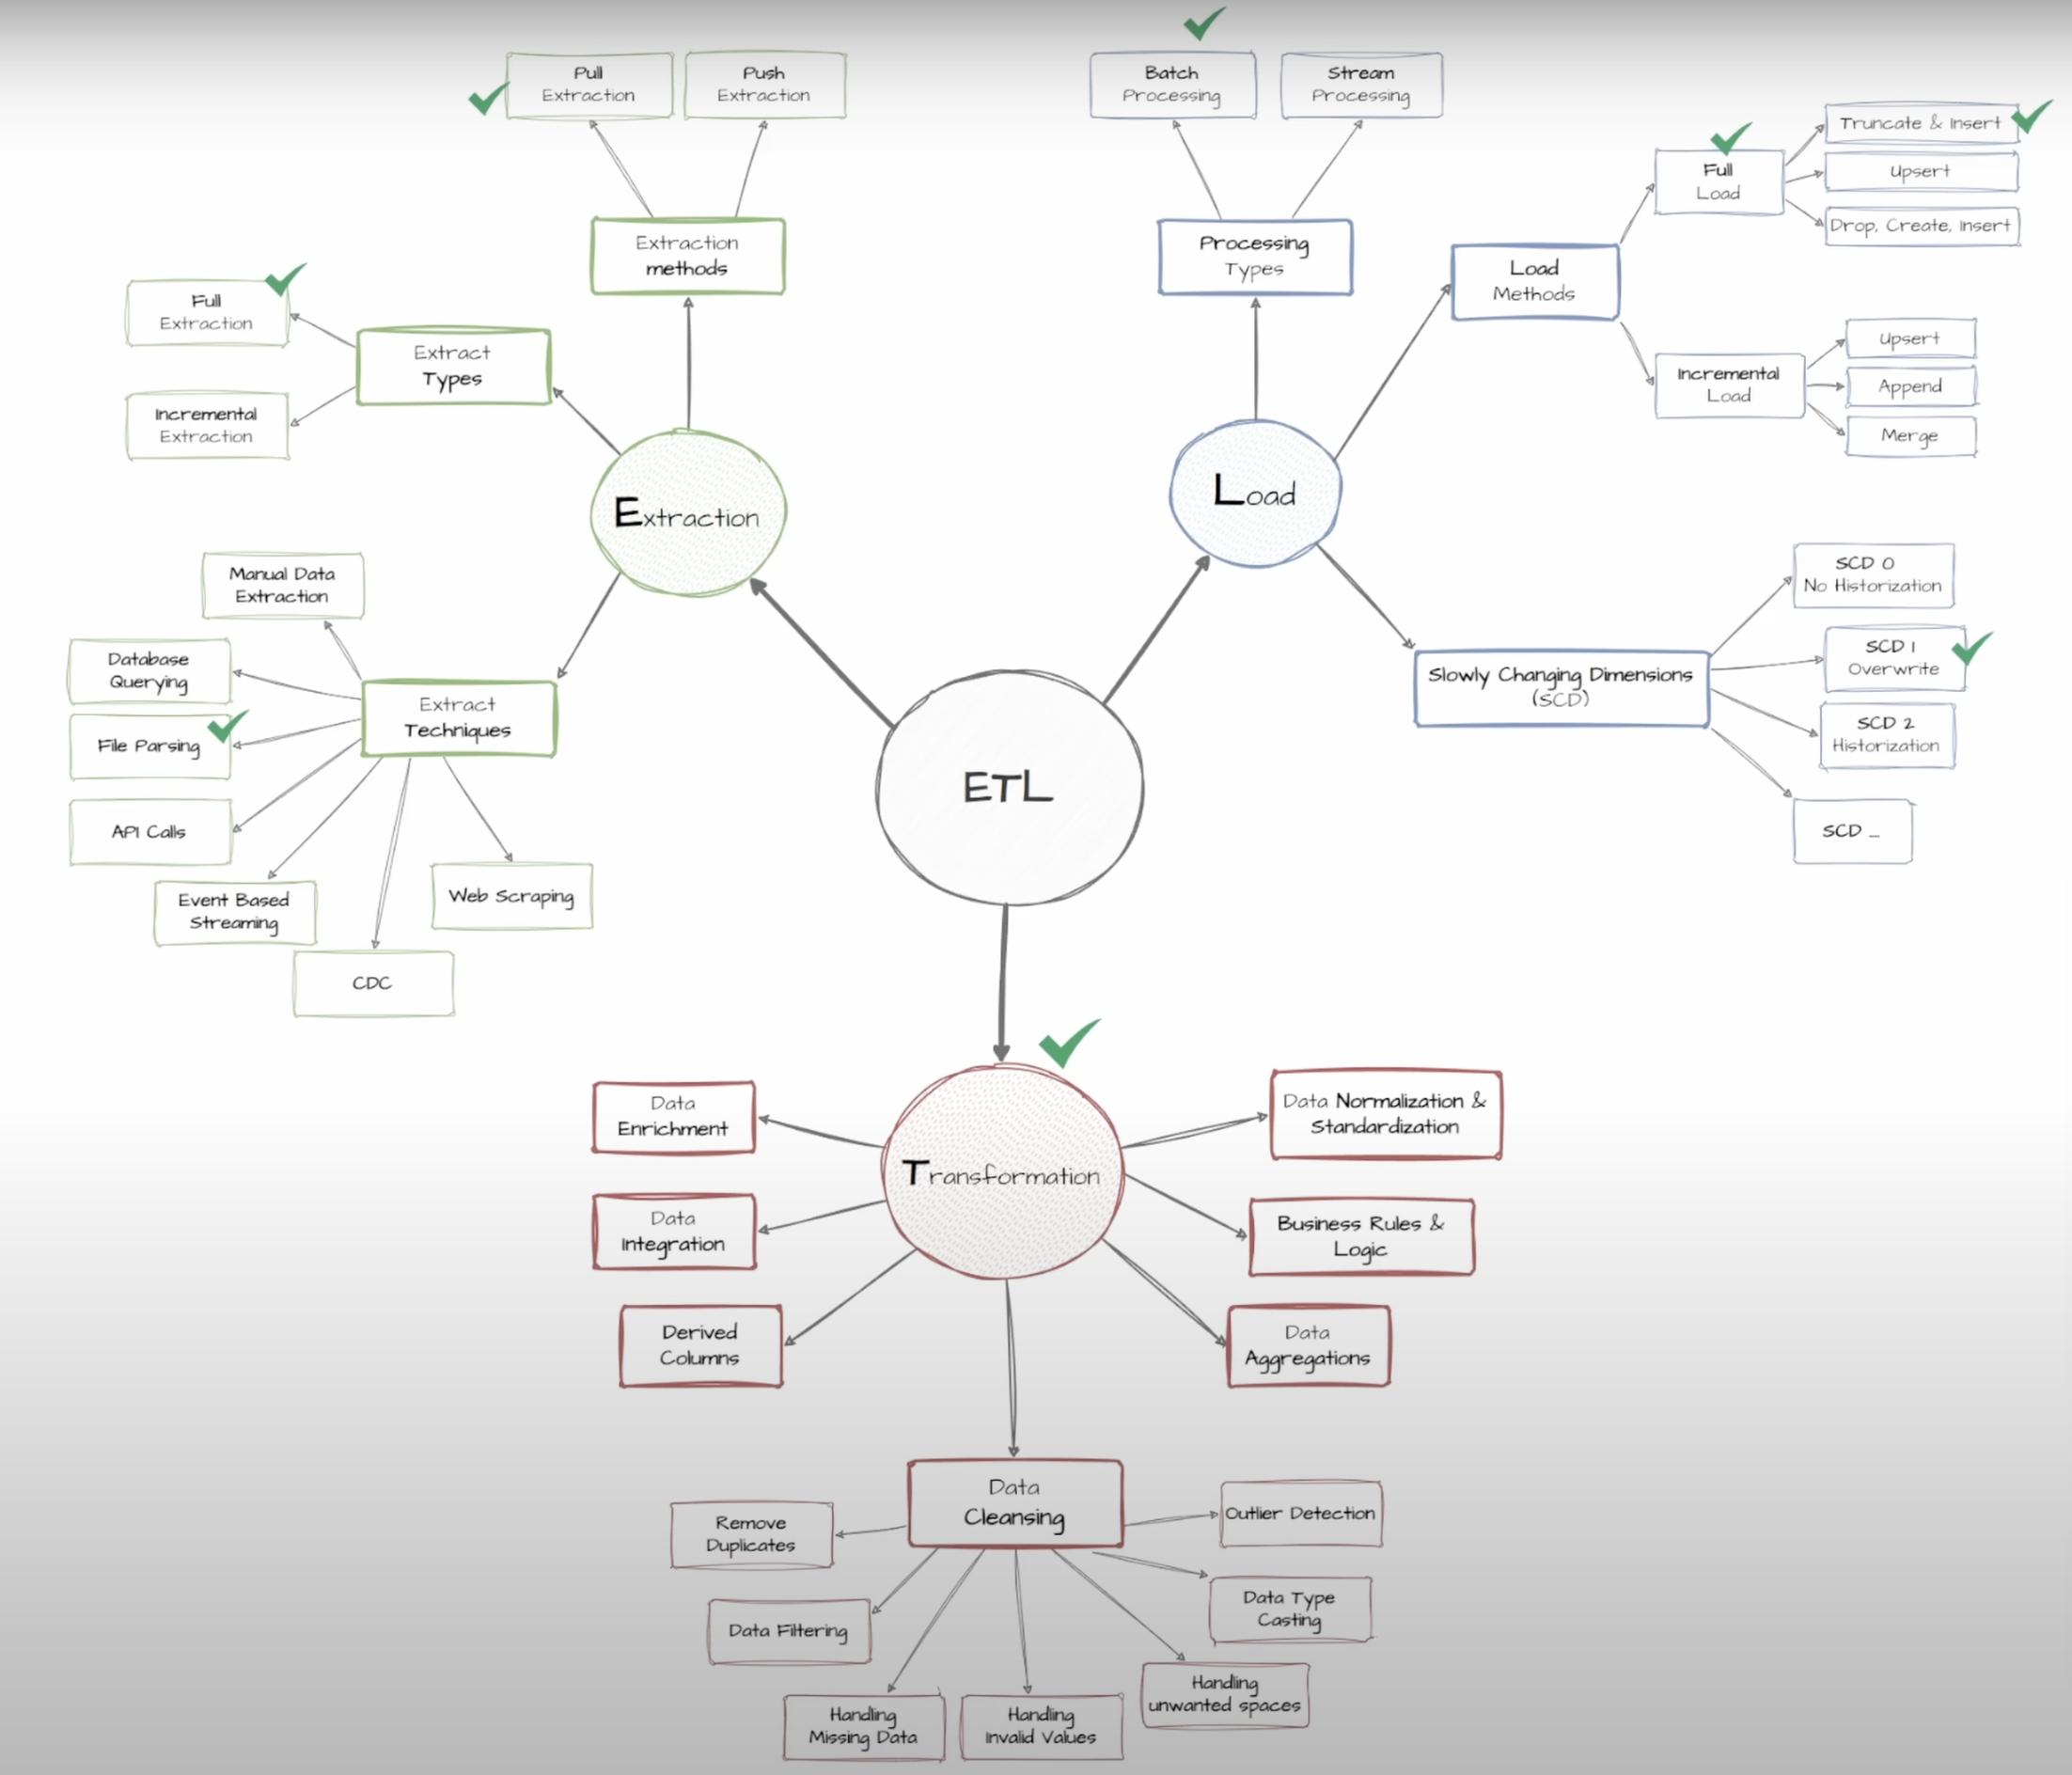 Pull
Extraction
Push
Extraction
Extraction
methods
Full
Extraction
Incremental
Extraction
Extract
Types
Extraction
Manual Data
Extraction
Database
Querying
File Parsing
API Calls
Event Based
Streaming
CDC
Web Scraping
Extract
Techniques
Batch
Processing
Stream
Processing
Processing
Types
Load
Methods
Full
Load
Truncate & Insert
Upsert
Drop, Create, Insert
Incremental
Load
Upsert
Append
Merge
Load
Slowly Changing Dimensions
(SCD)
SCD 0
No Historization
SCD 1
Overwrite
SCD 2
Historization
SCD ...
ETL
Transformation
Data
Enrichment
Data
Integration
Derived
Columns
Data Normalization &
Standardization
Business Rules &
Logic
Data
Aggregations
Data
Cleansing
Remove
Duplicates
Data Filtering
Handling
Missing Data
Handling
Invalid Values
Handling
unwanted spaces
Data Type
Casting
Outlier Detection